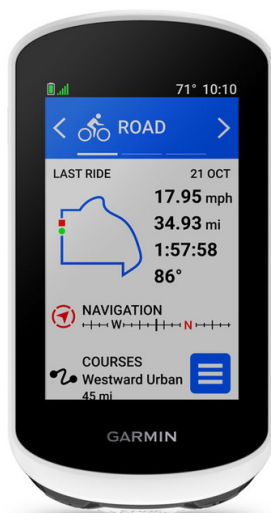 71° 10:10
ROAD
LAST RIDE 21 OCT
17.95 mph
34.93 mi
1:57:58
86°
NAVIGATION
W N
COURSES
Westward Urban
45 mi
GARMIN